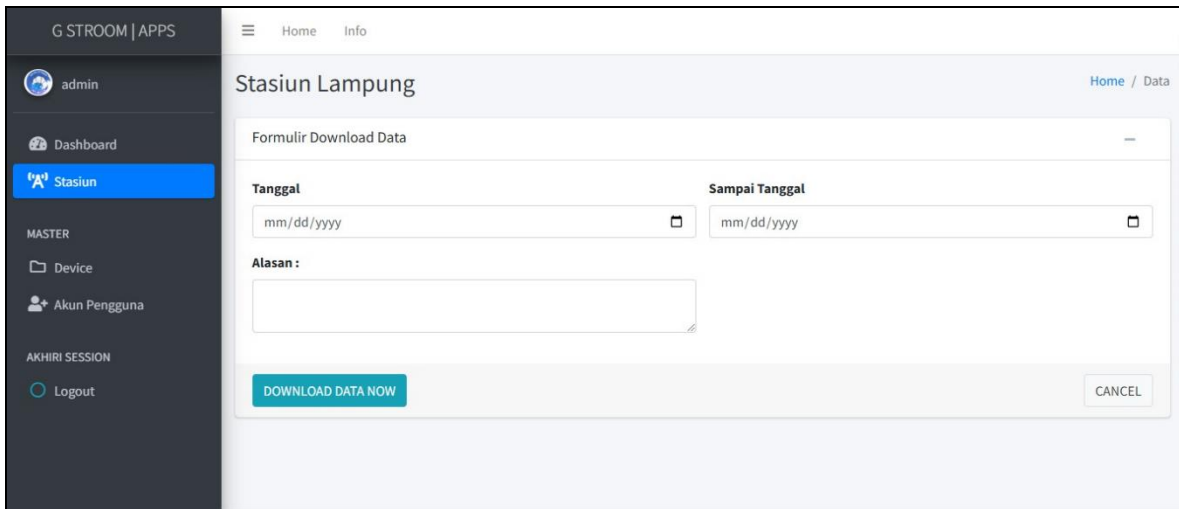 G STROOM | APPS
Home Info
admin
Stasiun Lampung
Home / Data
Dashboard
Stasiun
MASTER
Device
Akun Pengguna
AKHIRI SESSION
Logout
Formulir Download Data
Tanggal
mm/dd/yyyy
Sampai Tanggal
mm/dd/yyyy
Alasan :
DOWNLOAD DATA NOW
CANCEL